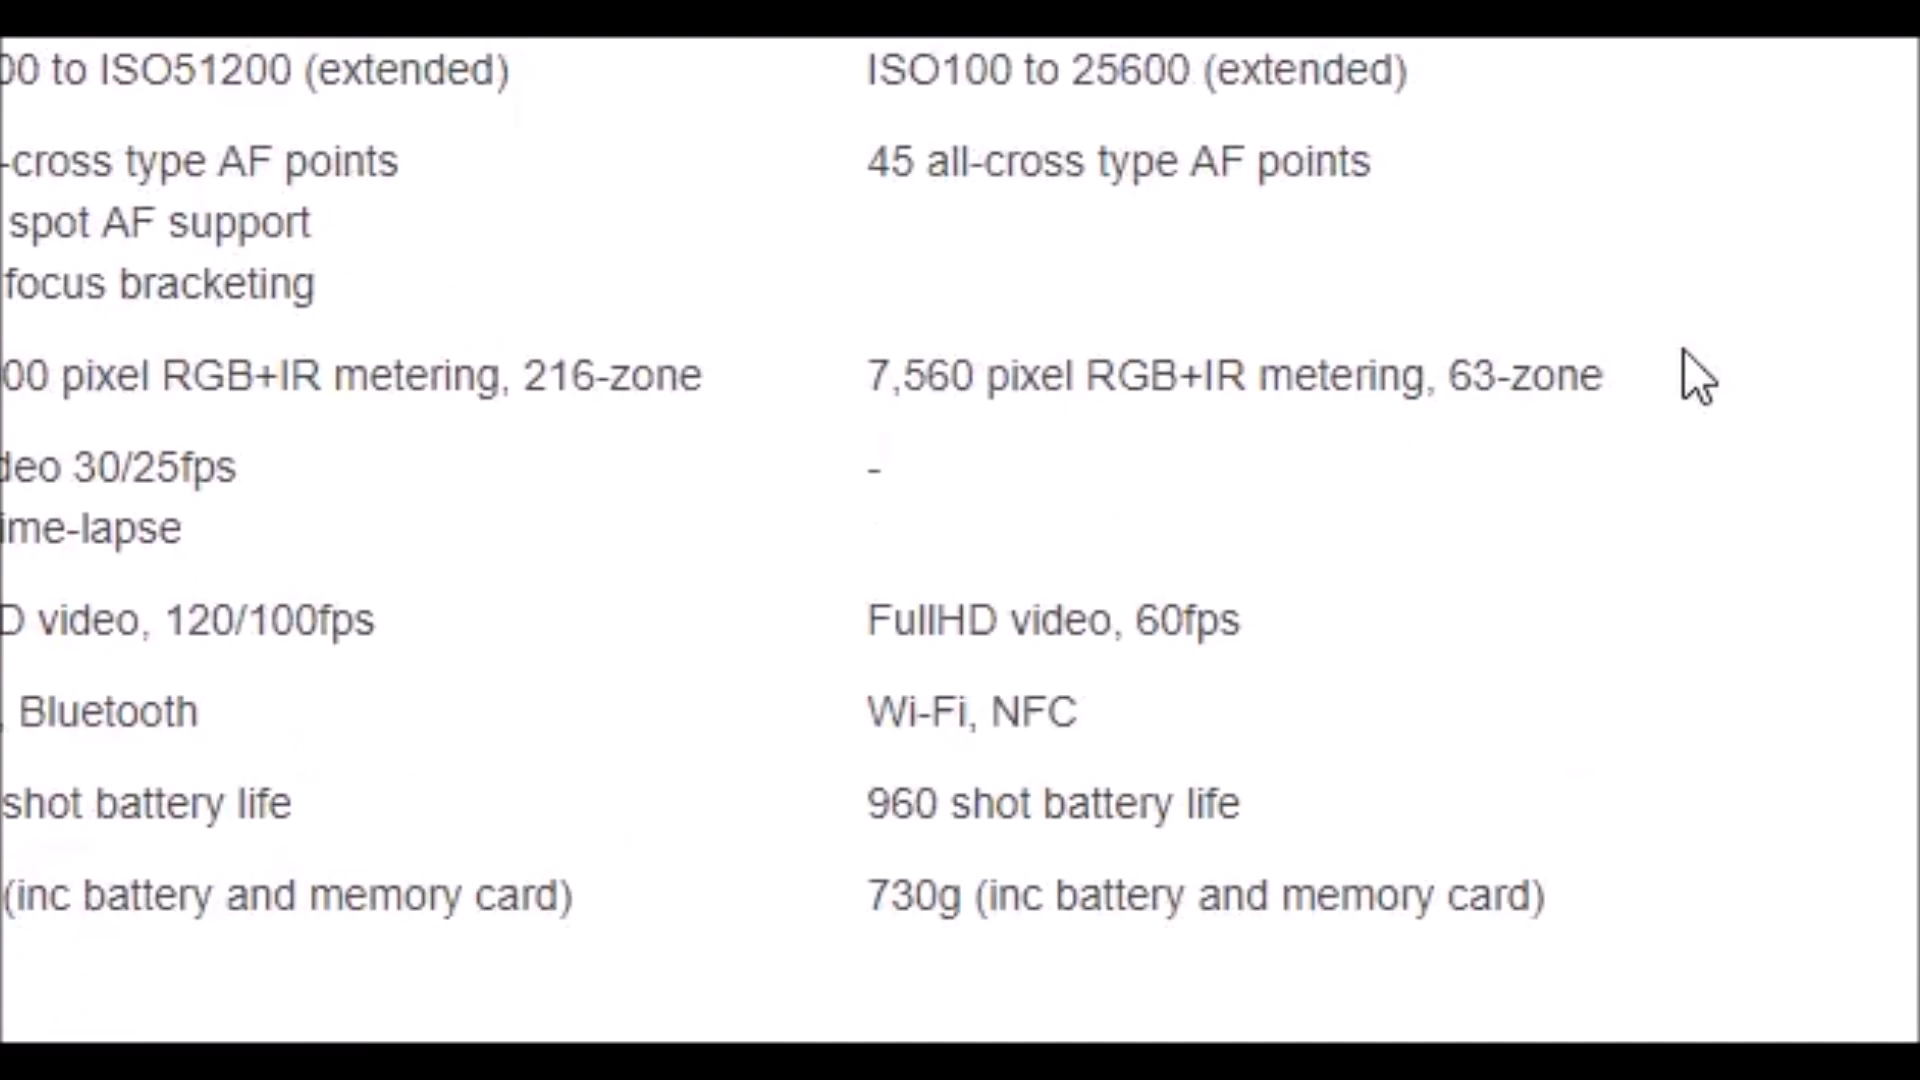 00 to ISO51200 (extended) ISO100 to 25600 (extended)
-cross type AF points 45 all-cross type AF points
spot AF support
focus bracketing
00 pixel RGB+IR metering, 216-zone 7,560 pixel RGB+IR metering, 63-zone
deo 30/25fps -
ime-lapse
D video, 120/100fps FullHD video, 60fps
, Bluetooth Wi-Fi, NFC
shot battery life 960 shot battery life
(inc battery and memory card) 730g (inc battery and memory card)